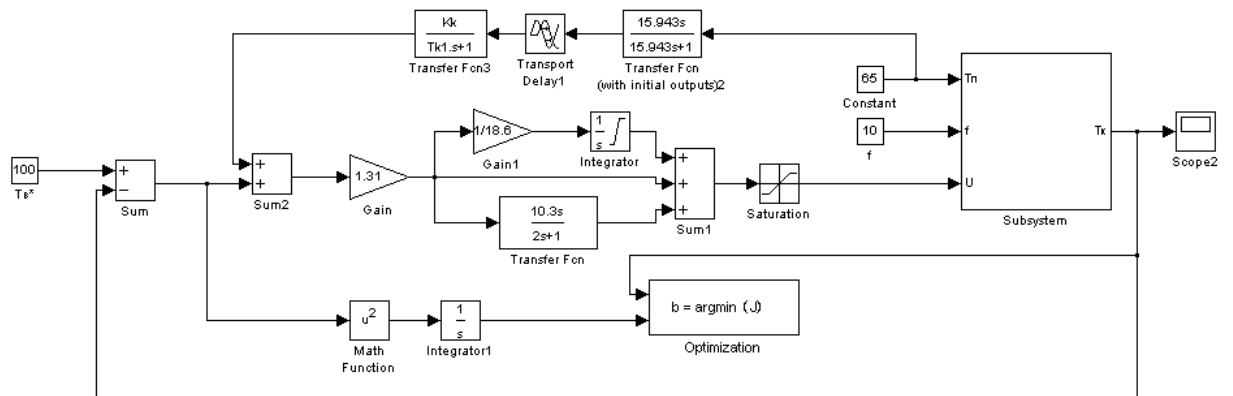 Kk
Tk1.s+1
Transfer Fcn3
Transport
Delay1
15.943s
15.943s+1
Transfer Fcn
(with initial outputs)2
65
Constant
10
f
Tп
f
U
Tк
Subsystem
Scope2
100
Tв*
+
−
Sum
+
+
Sum2
1.31
Gain
1/18.6
Gain1
1
s
Integrator
10.3s
2s+1
Transfer Fcn
+
+
+
Sum1
Saturation
u2
Math
Function
1
s
Integrator1
b = argmin (J)
Optimization